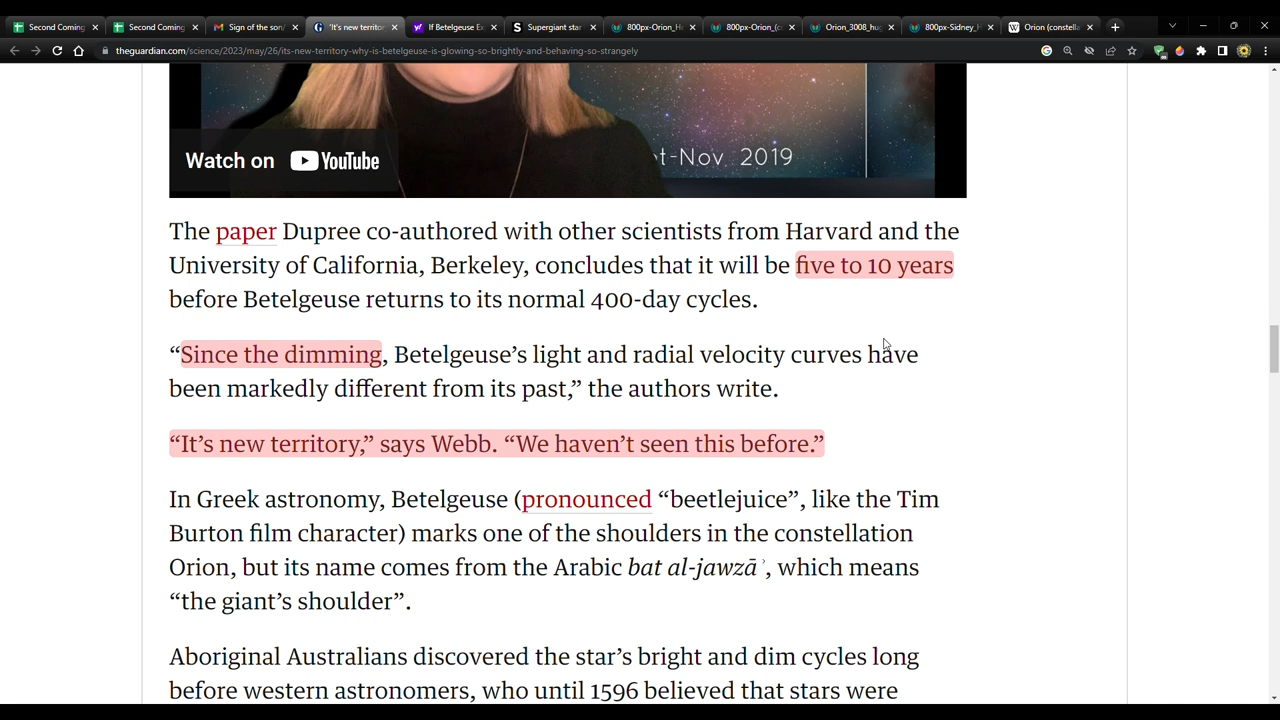 Second Coming
Second Coming
Sign of the son/
'It's new territor
If Betelgeuse Ex
Supergiant star
800px-Orion_He
800px-Orion_(co
Orion_3008_hug
800px-Sidney_H
Orion (constella
theguardian.com/science/2023/may/26/its-new-territory-why-is-betelgeuse-is-glowing-so-brightly-and-behaving-so-strangely
Watch on YouTube
t-Nov 2019
The paper Dupree co-authored with other scientists from Harvard and the
University of California, Berkeley, concludes that it will be five to 10 years
before Betelgeuse returns to its normal 400-day cycles.
“Since the dimming, Betelgeuse’s light and radial velocity curves have
been markedly different from its past,” the authors write.
“It’s new territory,” says Webb. “We haven’t seen this before.”
In Greek astronomy, Betelgeuse (pronounced “beetlejuice”, like the Tim
Burton film character) marks one of the shoulders in the constellation
Orion, but its name comes from the Arabic bat al-jawzāʾ, which means
“the giant’s shoulder”.
Aboriginal Australians discovered the star’s bright and dim cycles long
before western astronomers, who until 1596 believed that stars were